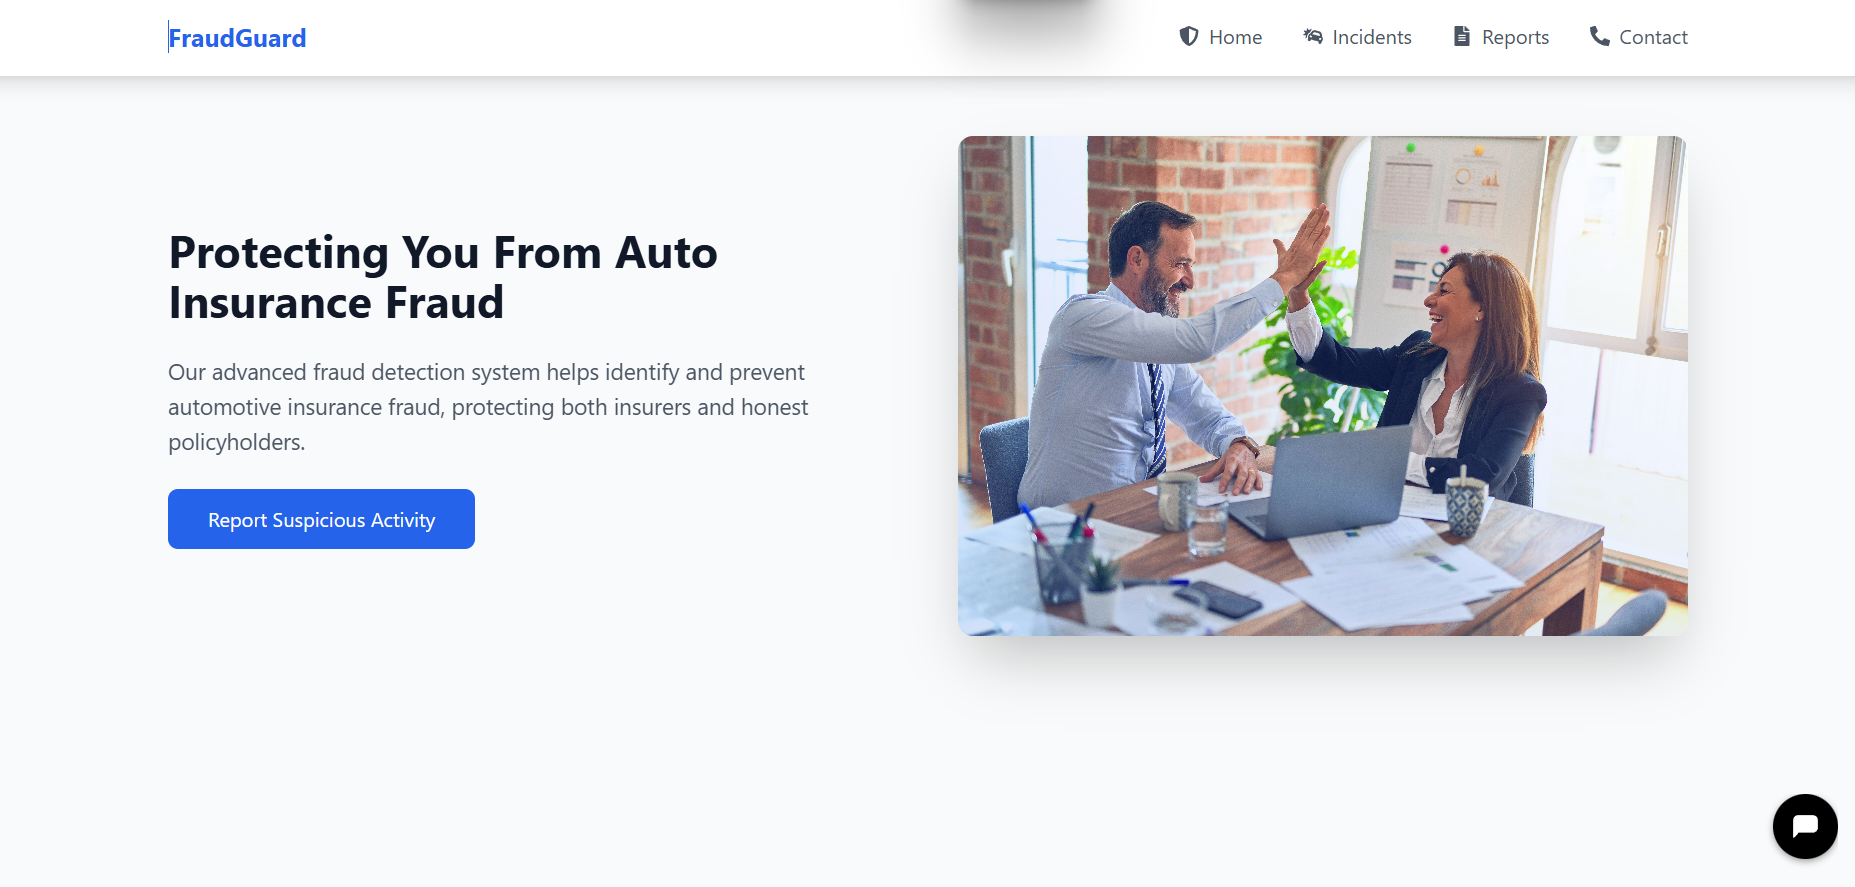 FraudGuard
Home
Incidents
Reports
Contact
Protecting You From Auto
Insurance Fraud
Our advanced fraud detection system helps identify and prevent
automotive insurance fraud, protecting both insurers and honest
policyholders.
Report Suspicious Activity